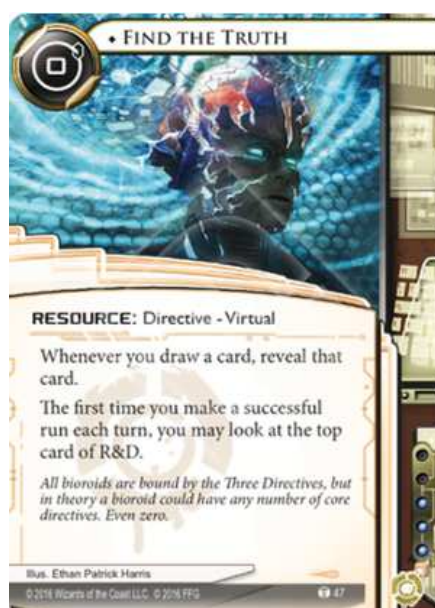 ◆ FIND THE TRUTH
0
RESOURCE: Directive - Virtual
Whenever you draw a card, reveal that
card.
The first time you make a successful
run each turn, you may look at the top
card of R&D.
All bioroids are bound by the Three Directives, but
in theory a bioroid could have any number of core
directives. Even zero.
Illus. Ethan Patrick Harris
© 2016 Wizards of the Coast LLC. © 2016 FFG
47